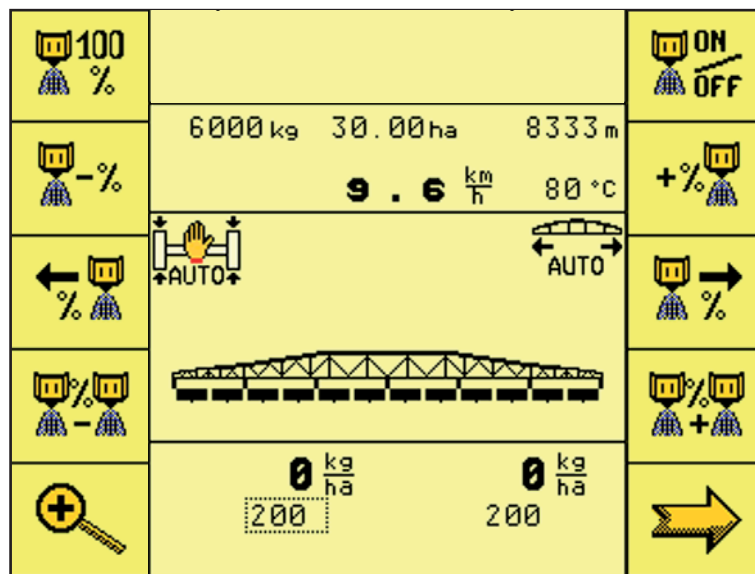 100
%
ON
OFF
6000 kg 30.00 ha 8333 m
-%
+%
9.6 km/h 80 °C
AUTO
AUTO
%
%
%
-
%
+
0 kg/ha 0 kg/ha
200 200